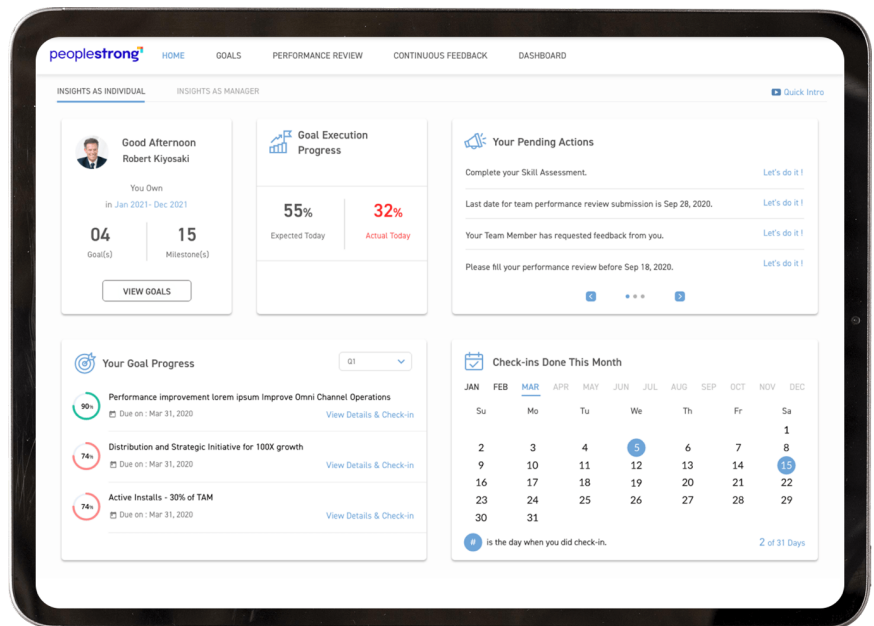 peoplestrong
HOME GOALS PERFORMANCE REVIEW CONTINUOUS FEEDBACK DASHBOARD
INSIGHTS AS INDIVIDUAL INSIGHTS AS MANAGER Quick Intro
Good Afternoon
Robert Kiyosaki
You Own
in Jan 2021- Dec 2021
04 15
Goal(s) Milestone(s)
VIEW GOALS
Goal Execution
Progress
55% 32%
Expected Today Actual Today
Your Pending Actions
Complete your Skill Assessment. Let's do it !
Last date for team performance review submission is Sep 28, 2020. Let's do it !
Your Team Member has requested feedback from you. Let's do it !
Please fill your performance review before Sep 18, 2020. Let's do it !
Your Goal Progress Q1
90% Performance improvement lorem ipsum Improve Omni Channel Operations
Due on : Mar 31, 2020 View Details & Check-in
74% Distribution and Strategic Initiative for 100X growth
Due on : Mar 31, 2020 View Details & Check-in
74% Active Installs - 30% of TAM
Due on : Mar 31, 2020 View Details & Check-in
Check-ins Done This Month
JAN FEB MAR APR MAY JUN JUL AUG SEP OCT NOV DEC
Su Mo Tu We Th Fr Sa
1
2 3 4 5 6 7 8
9 10 11 12 13 14 15
16 17 18 19 20 21 22
23 24 25 26 27 28 29
30 31
# is the day when you did check-in. 2 of 31 Days